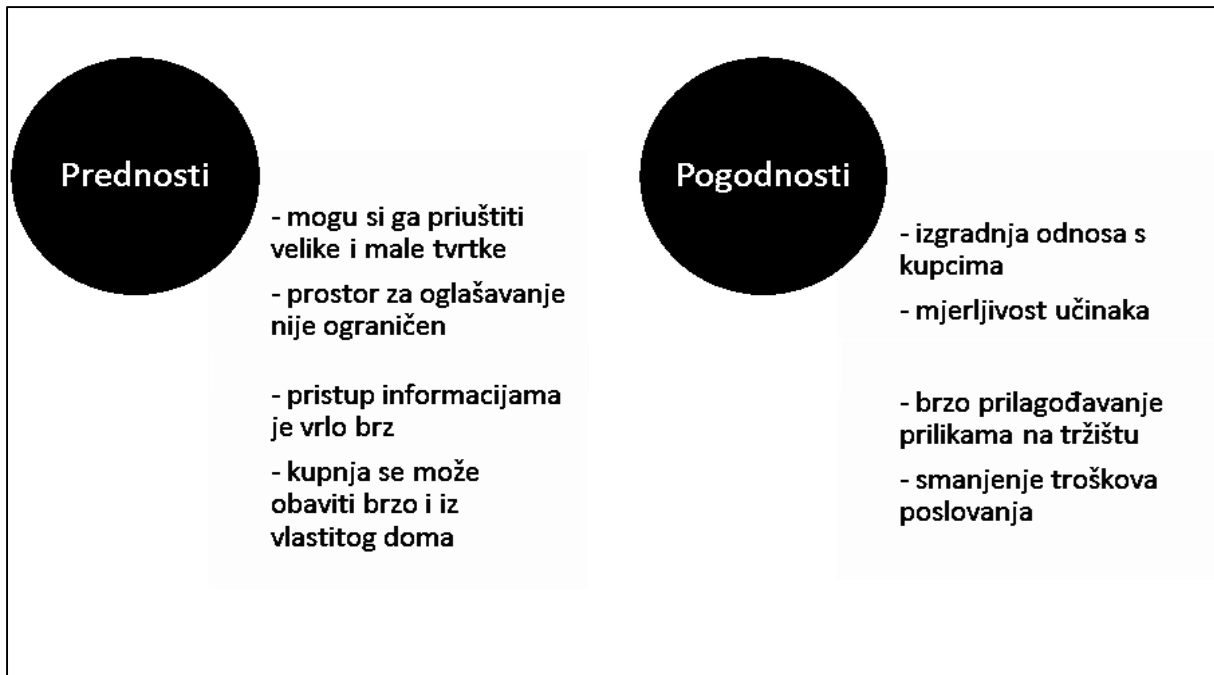 Prednosti
- mogu si ga priuštiti
velike i male tvrtke
- prostor za oglašavanje
nije ograničen
- pristup informacijama
je vrlo brz
- kupnja se može
obaviti brzo i iz
vlastitog doma
Pogodnosti
- izgradnja odnosa s
kupcima
- mjerljivost učinaka
- brzo prilagođavanje
prilikama na tržištu
- smanjenje troškova
poslovanja